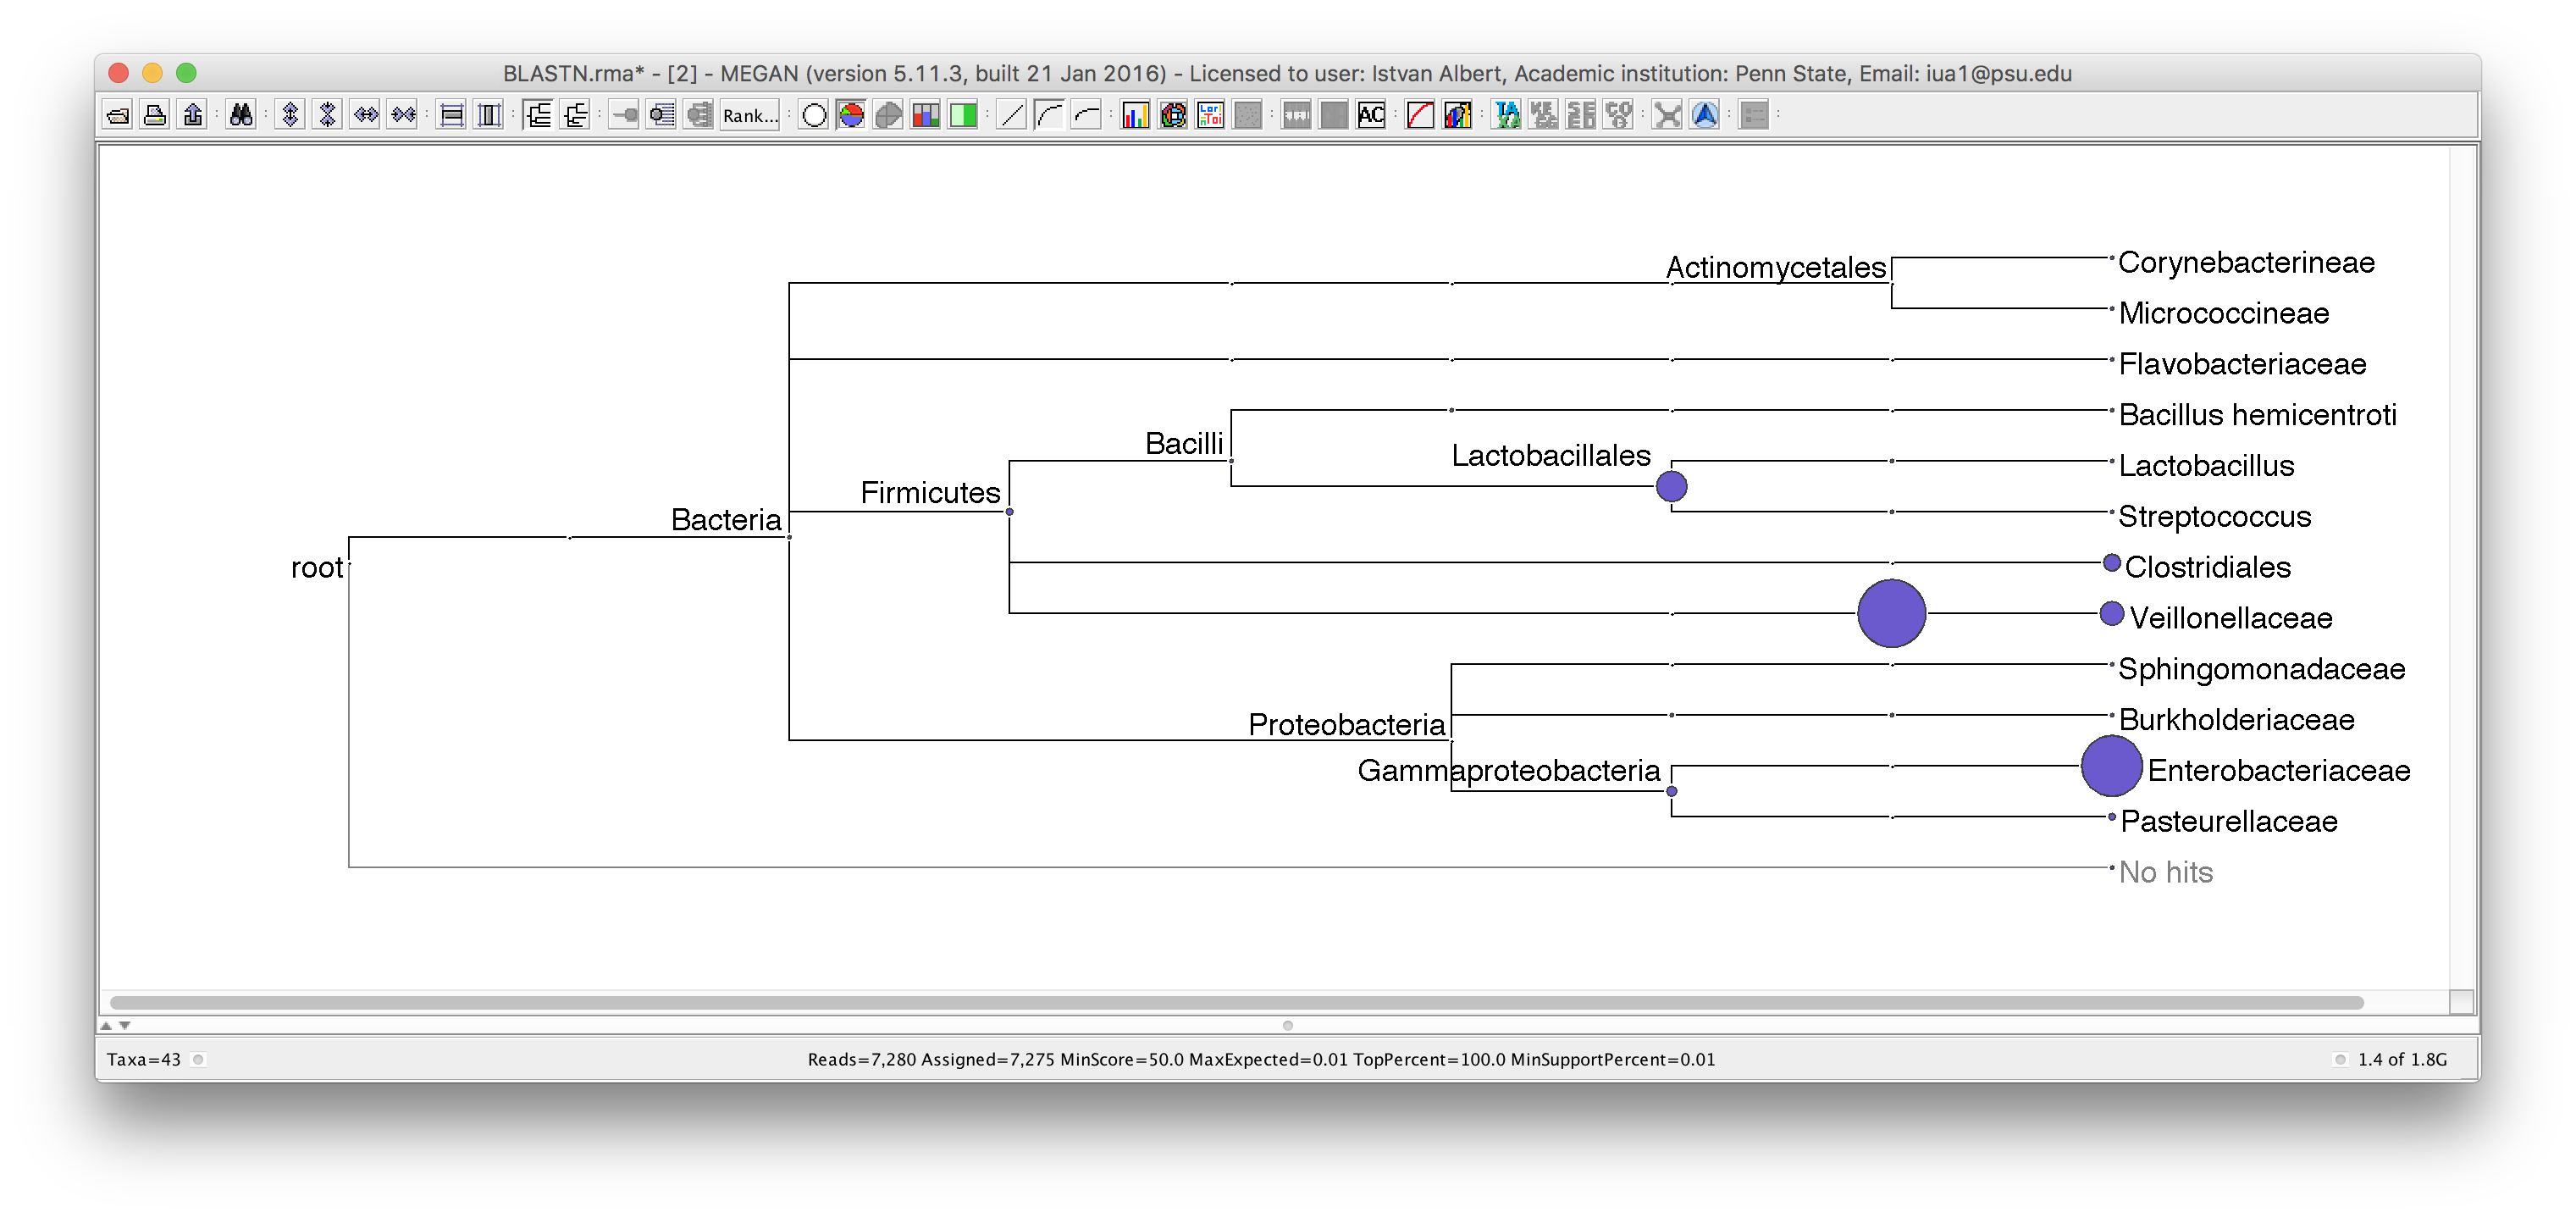 BLASTN.rma* - [2] - MEGAN (version 5.11.3, built 21 Jan 2016) - Licensed to user: Istvan Albert, Academic institution: Penn State, Email: iua1@psu.edu
Rank...
AC
Actinomycetales
Corynebacterineae
Micrococcineae
Flavobacteriaceae
Bacillus hemicentroti
Bacilli
Lactobacillales
Lactobacillus
Firmicutes
Streptococcus
Bacteria
root
Clostridiales
Veillonellaceae
Sphingomonadaceae
Proteobacteria
Burkholderiaceae
Gammaproteobacteria
Enterobacteriaceae
Pasteurellaceae
No hits
Taxa=43
Reads=7,280 Assigned=7,275 MinScore=50.0 MaxExpected=0.01 TopPercent=100.0 MinSupportPercent=0.01
1.4 of 1.8G